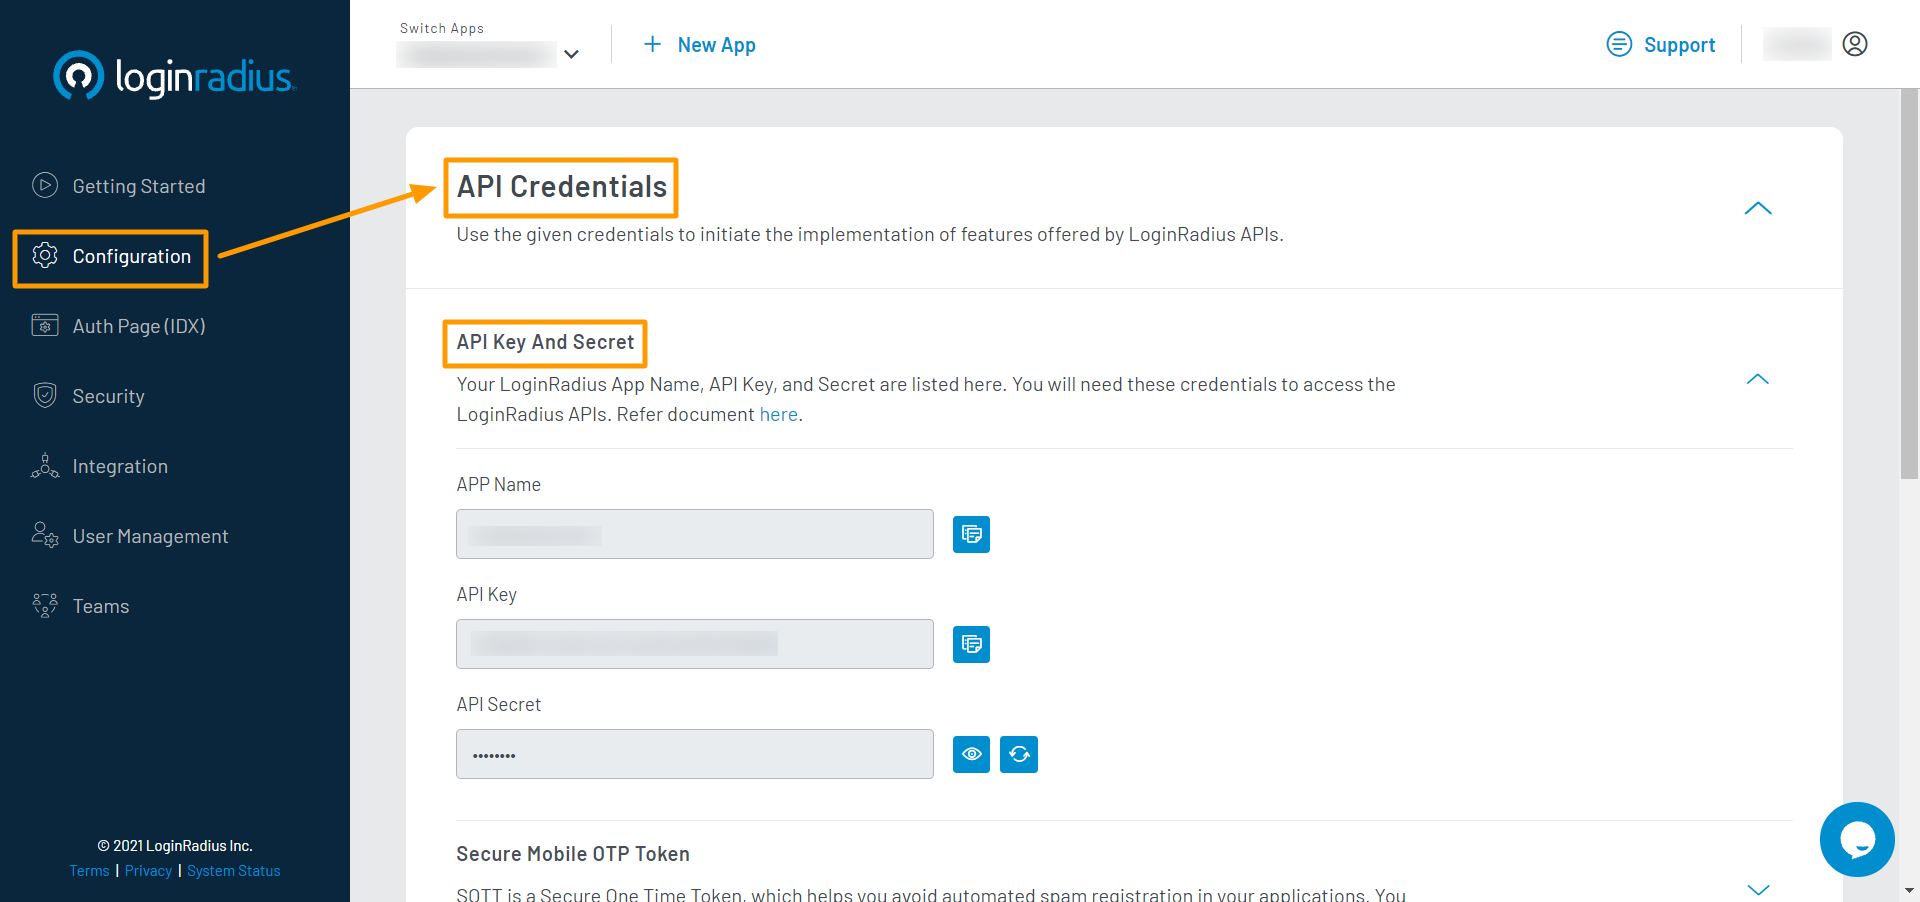 loginradius
Getting Started
Configuration
Auth Page (IDX)
Security
Integration
User Management
Teams
© 2021 LoginRadius Inc.
Terms | Privacy | System Status
Switch Apps
+ New App
Support
API Credentials
Use the given credentials to initiate the implementation of features offered by LoginRadius APIs.
API Key And Secret
Your LoginRadius App Name, API Key, and Secret are listed here. You will need these credentials to access the
LoginRadius APIs. Refer document here.
APP Name
API Key
API Secret
••••••••
Secure Mobile OTP Token
SOTT is a Secure One Time Token, which helps you avoid automated spam registration in your applications. You